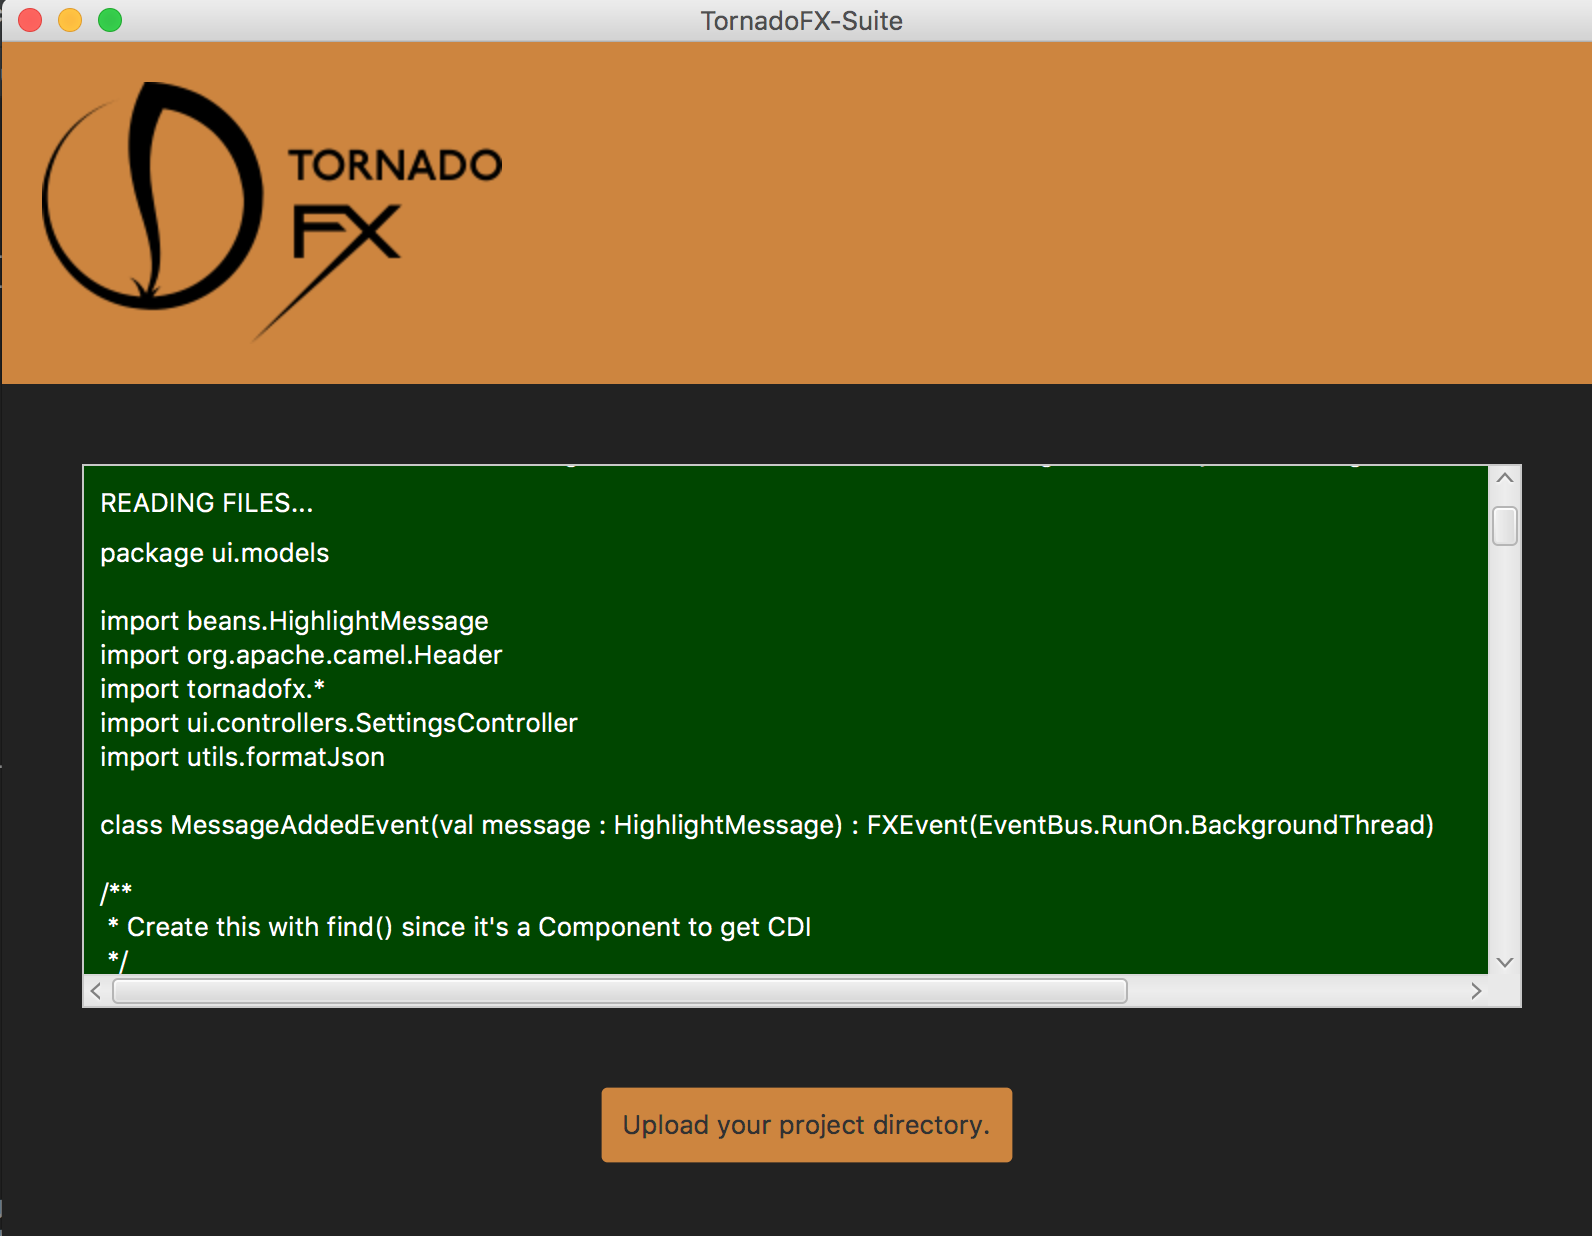 TornadoFX-Suite
TORNADO
FX
READING FILES...
package ui.models
import beans.HighlightMessage
import org.apache.camel.Header
import tornadofx.*
import ui.controllers.SettingsController
import utils.formatJson
class MessageAddedEvent(val message : HighlightMessage) : FXEvent(EventBus.RunOn.BackgroundThread)
/**
* Create this with find() since it's a Component to get CDI
*/
Upload your project directory.